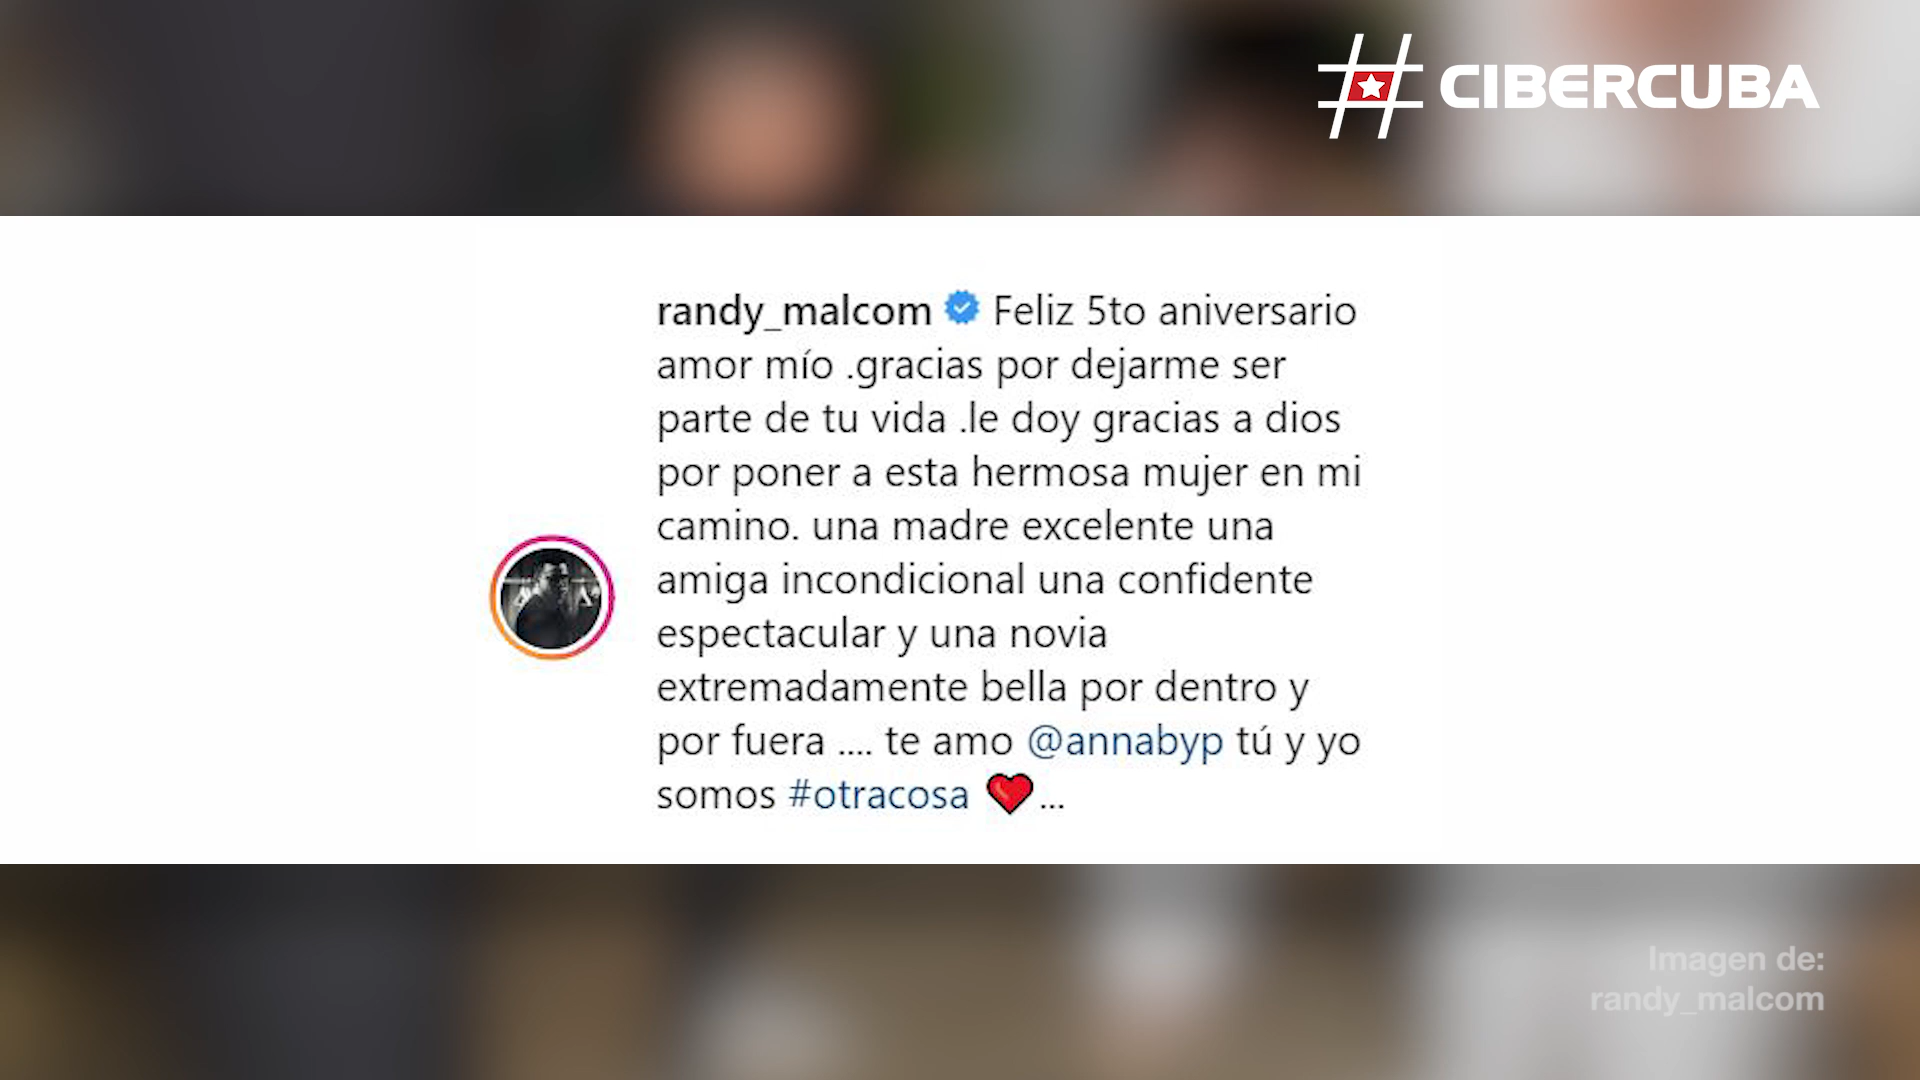 CIBERCUBA
randy_malcom Feliz 5to aniversario
amor mío .gracias por dejarme ser
parte de tu vida .le doy gracias a dios
por poner a esta hermosa mujer en mi
camino. una madre excelente una
amiga incondicional una confidente
espectacular y una novia
extremadamente bella por dentro y
por fuera .... te amo @annabyp tú y yo
somos #otracosa ❤...
Imagen de:
randy_malcom